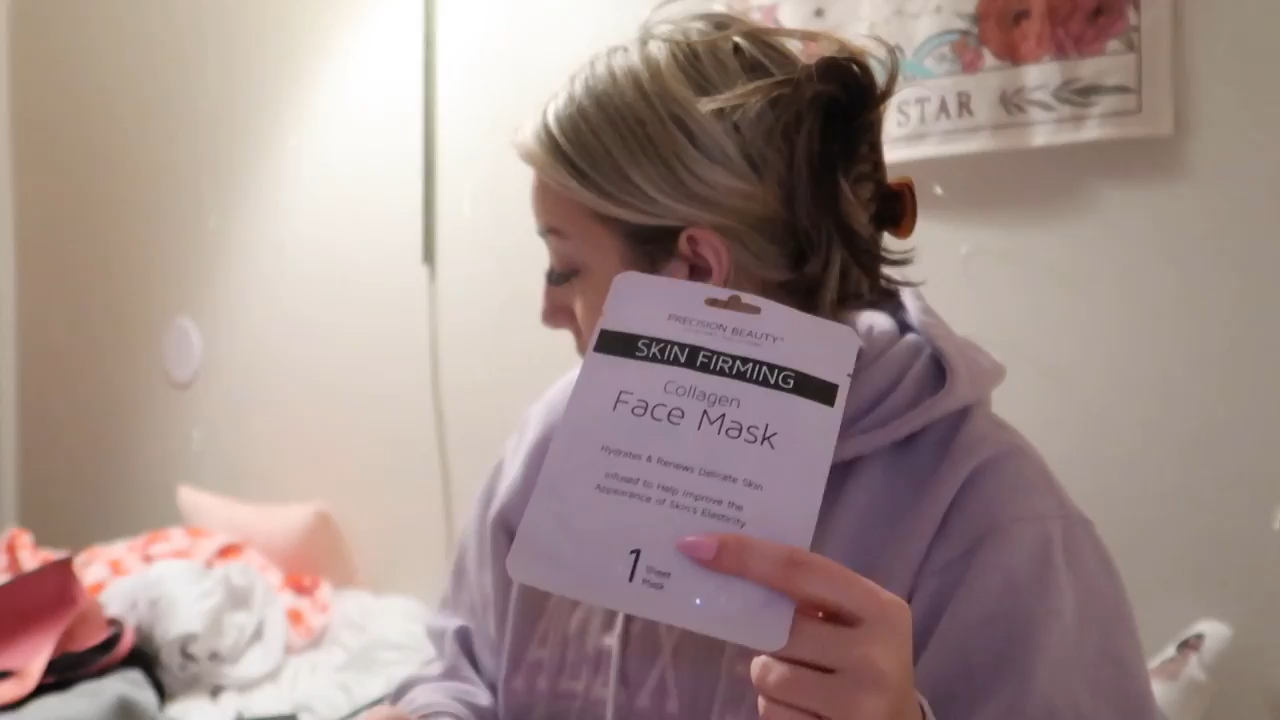 STAR
PRECISION BEAUTY
SKIN FIRMING
Collagen
Face Mask
Hydrates & Renews Delicate Skin
Infused to Help Improve the
Appearance of Skin's Elasticity
1 Sheet
Mask